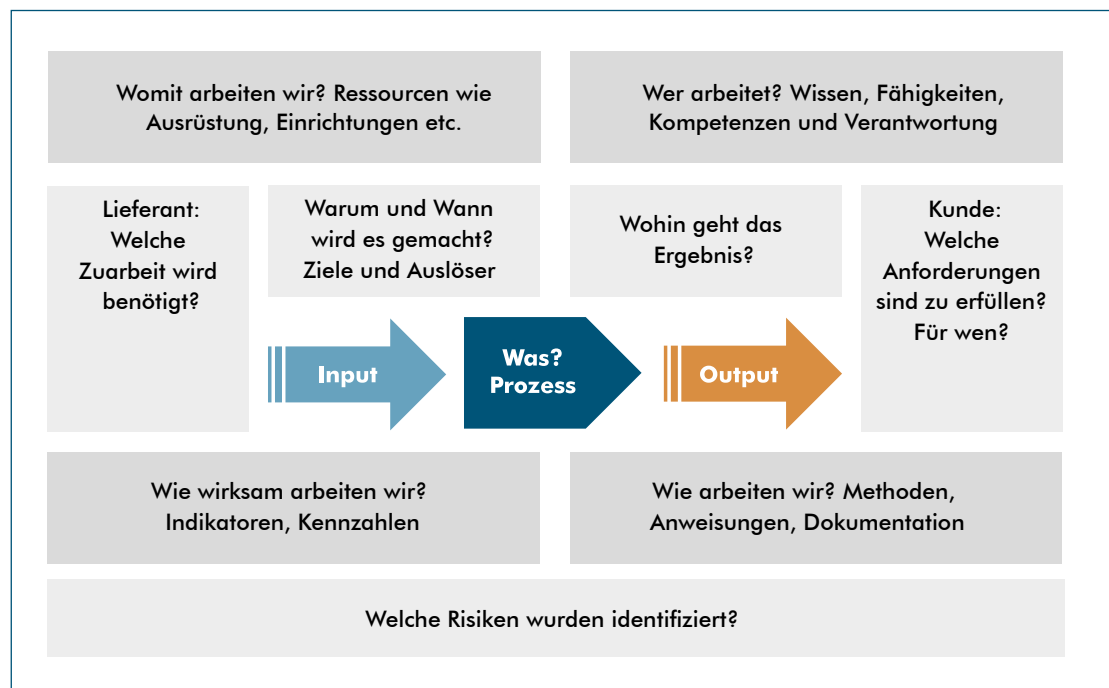 Womit arbeiten wir? Ressourcen wie
Ausrüstung, Einrichtungen etc.
Wer arbeitet? Wissen, Fähigkeiten,
Kompetenzen und Verantwortung
Lieferant:
Welche
Zuarbeit wird
benötigt?
Warum und Wann
wird es gemacht?
Ziele und Auslöser
Wohin geht das
Ergebnis?
Kunde:
Welche
Anforderungen
sind zu erfüllen?
Für wen?
Input
Was?
Prozess
Output
Wie wirksam arbeiten wir?
Indikatoren, Kennzahlen
Wie arbeiten wir? Methoden,
Anweisungen, Dokumentation
Welche Risiken wurden identifiziert?